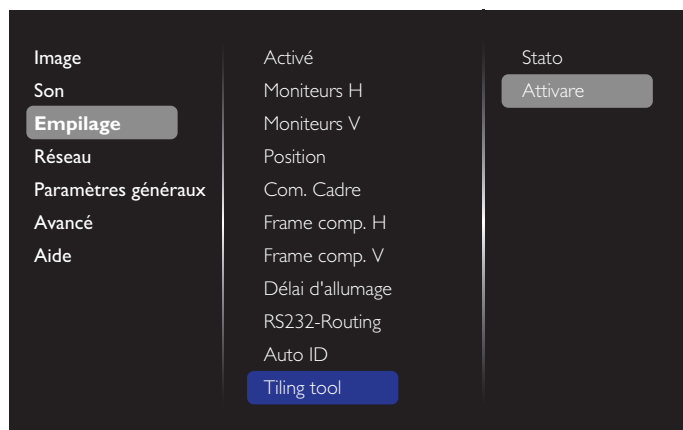 Image
Son
Empilage
Réseau
Paramètres généraux
Avancé
Aide
Activé
Moniteurs H
Moniteurs V
Position
Com. Cadre
Frame comp. H
Frame comp. V
Délai d'allumage
RS232-Routing
Auto ID
Tiling tool
Stato
Attivare